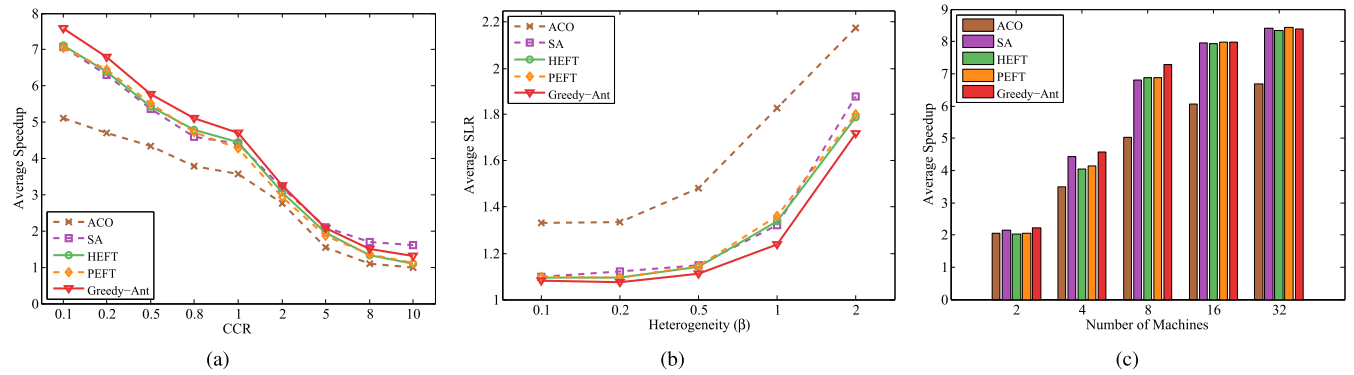 8
7
6
5
4
3
2
1
0
Average Speedup
ACO
SA
HEFT
PEFT
Greedy−Ant
0.1 0.2 0.5 0.8 1 2 5 8 10
CCR
(a)
2.2
2
1.8
1.6
1.4
1.2
1
Average SLR
ACO
SA
HEFT
PEFT
Greedy−Ant
0.1 0.2 0.5 1 2
Heterogeneity (β)
(b)
9
8
7
6
5
4
3
2
1
0
Average Speedup
ACO
SA
HEFT
PEFT
Greedy−Ant
2 4 8 16 32
Number of Machines
(c)